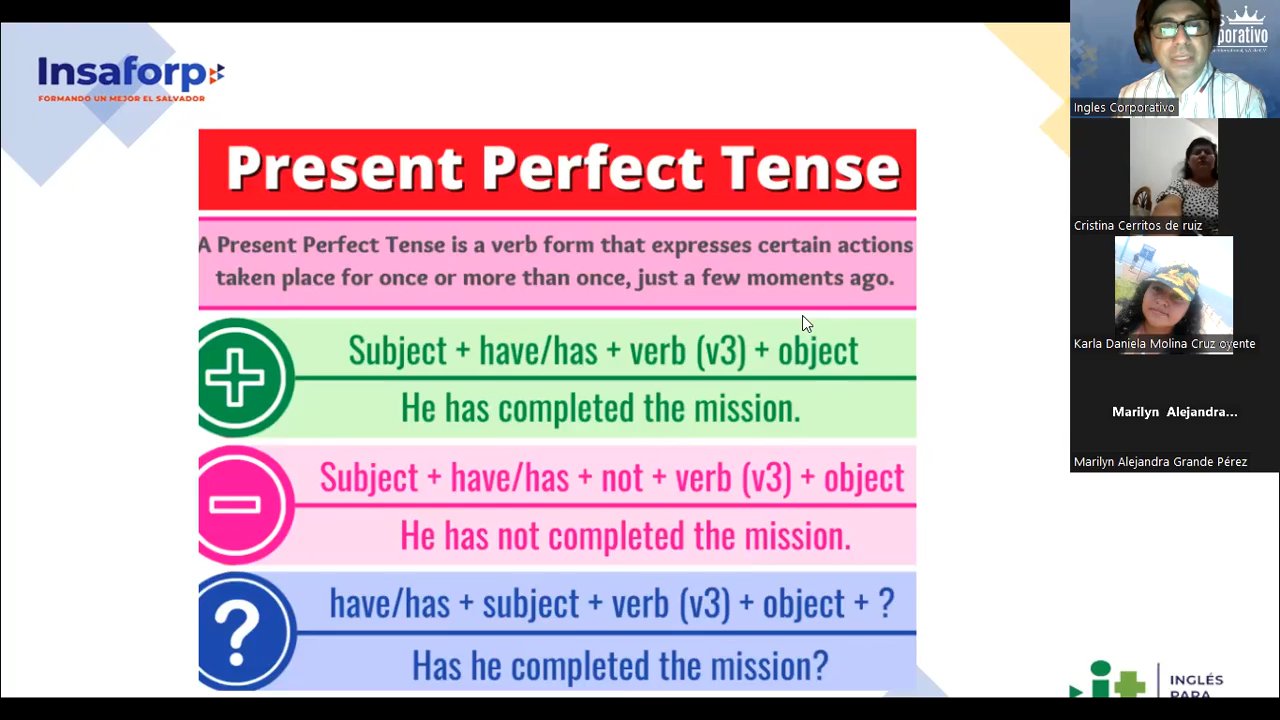 Insaforp
FORMANDO UN MEJOR EL SALVADOR
Present Perfect Tense
A Present Perfect Tense is a verb form that expresses certain actions
taken place for once or more than once, just a few moments ago.
Subject + have/has + verb (v3) + object
He has completed the mission.
Subject + have/has + not + verb (v3) + object
He has not completed the mission.
have/has + subject + verb (v3) + object + ?
Has he completed the mission?
Ingles Corporativo
Cristina Cerritos de ruiz
Karla Daniela Molina Cruz oyente
Marilyn Alejandra...
Marilyn Alejandra Grande Pérez
INGLÉS
PARA